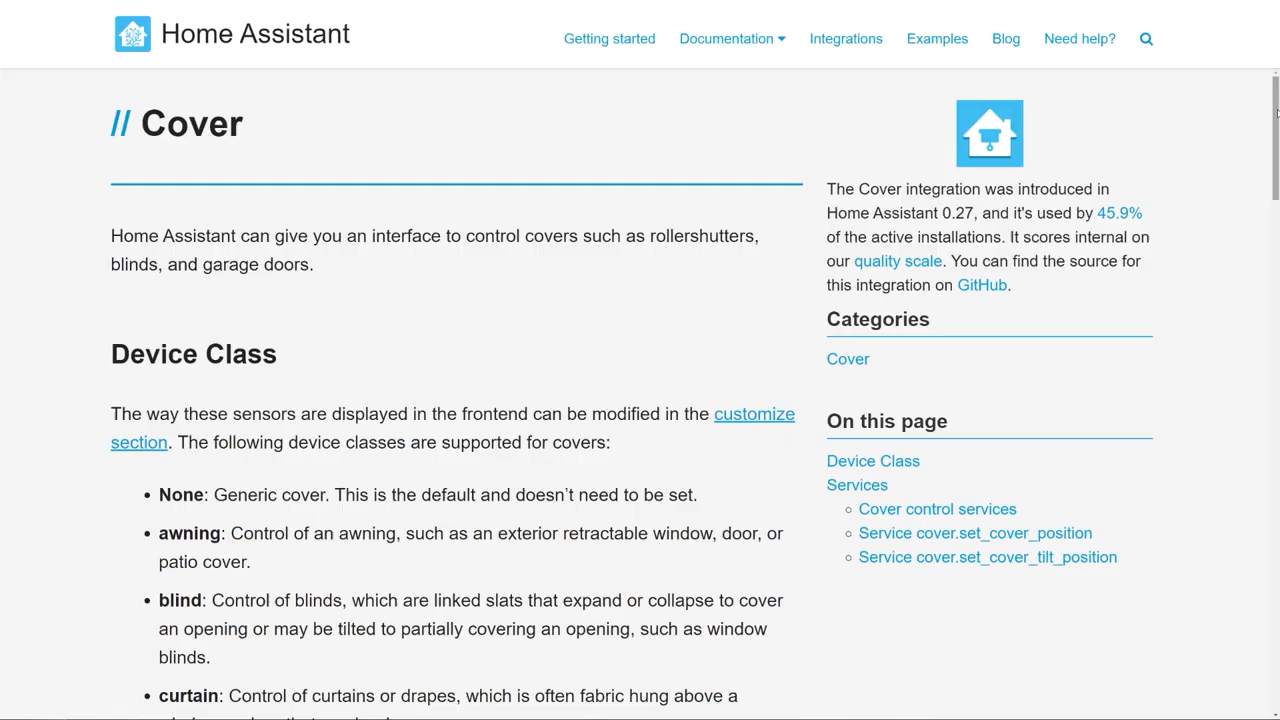 Home Assistant
Getting started
Documentation
Integrations
Examples
Blog
Need help?
// Cover
Home Assistant can give you an interface to control covers such as rollershutters,
blinds, and garage doors.
Device Class
The way these sensors are displayed in the frontend can be modified in the customize
section. The following device classes are supported for covers:
• None: Generic cover. This is the default and doesn’t need to be set.
• awning: Control of an awning, such as an exterior retractable window, door, or
patio cover.
• blind: Control of blinds, which are linked slats that expand or collapse to cover
an opening or may be tilted to partially covering an opening, such as window
blinds.
• curtain: Control of curtains or drapes, which is often fabric hung above a
The Cover integration was introduced in
Home Assistant 0.27, and it's used by 45.9%
of the active installations. It scores internal on
our quality scale. You can find the source for
this integration on GitHub.
Categories
Cover
On this page
Device Class
Services
Cover control services
Service cover.set_cover_position
Service cover.set_cover_tilt_position